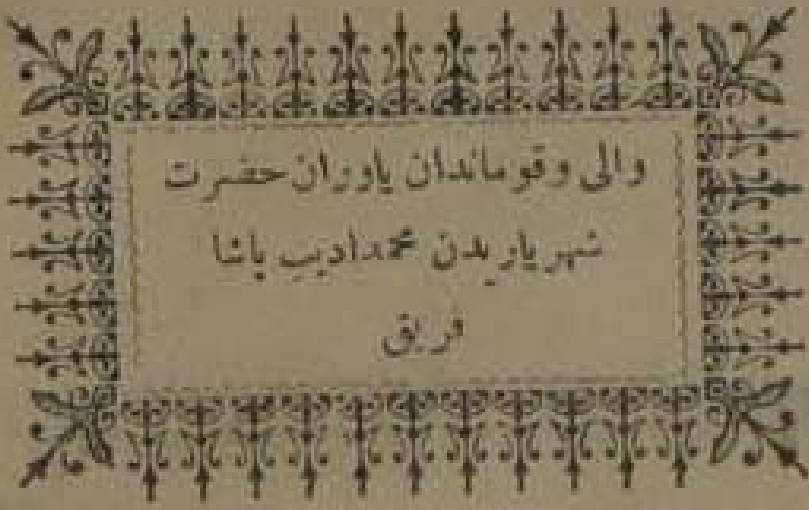 والی وقوماندان یاوران حضرت
شهریاریدن محمدادیب پاشا
فریق